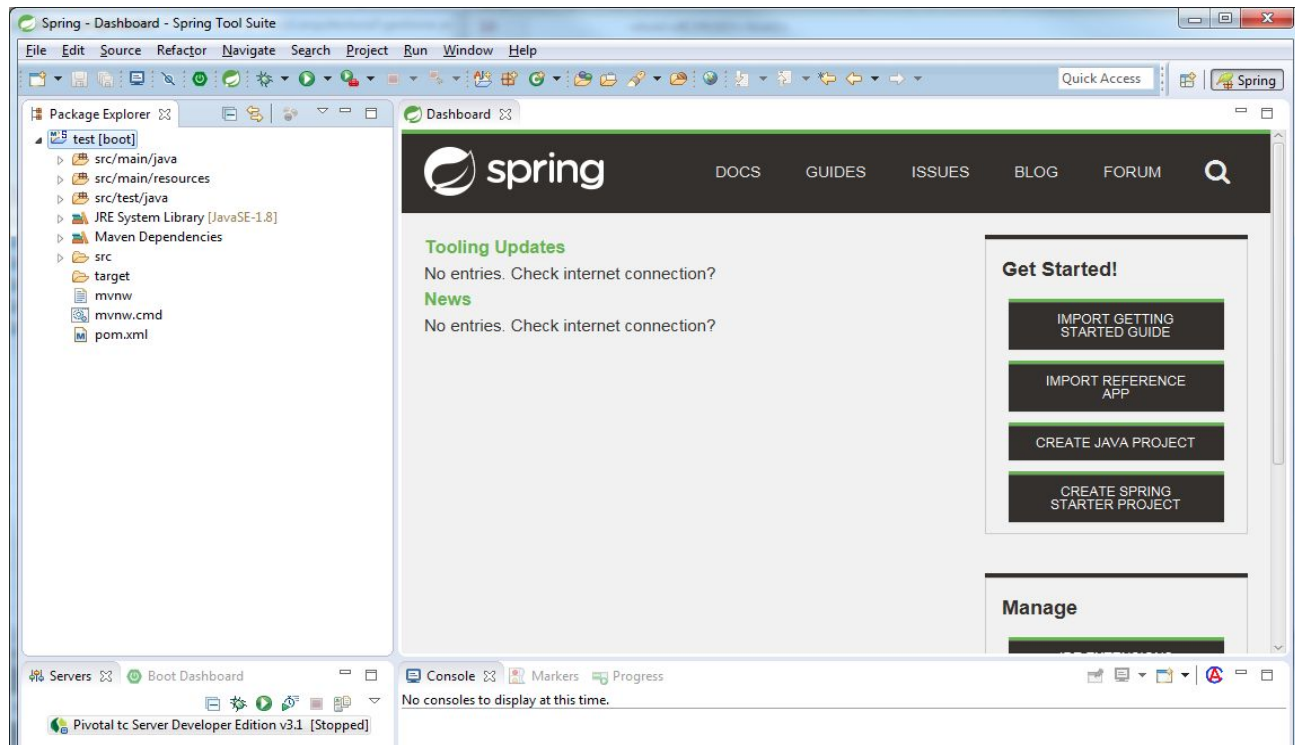 Spring - Dashboard - Spring Tool Suite
File Edit Source Refactor Navigate Search Project Run Window Help
Quick Access
Spring
Package Explorer
test [boot]
src/main/java
src/main/resources
src/test/java
JRE System Library [JavaSE-1.8]
Maven Dependencies
src
target
mvnw
mvnw.cmd
pom.xml
Dashboard
spring
DOCS GUIDES ISSUES BLOG FORUM
Tooling Updates
No entries. Check internet connection?
News
No entries. Check internet connection?
Get Started!
IMPORT GETTING
STARTED GUIDE
IMPORT REFERENCE
APP
CREATE JAVA PROJECT
CREATE SPRING
STARTER PROJECT
Manage
Servers Boot Dashboard
Pivotal tc Server Developer Edition v3.1 [Stopped]
Console Markers Progress
No consoles to display at this time.